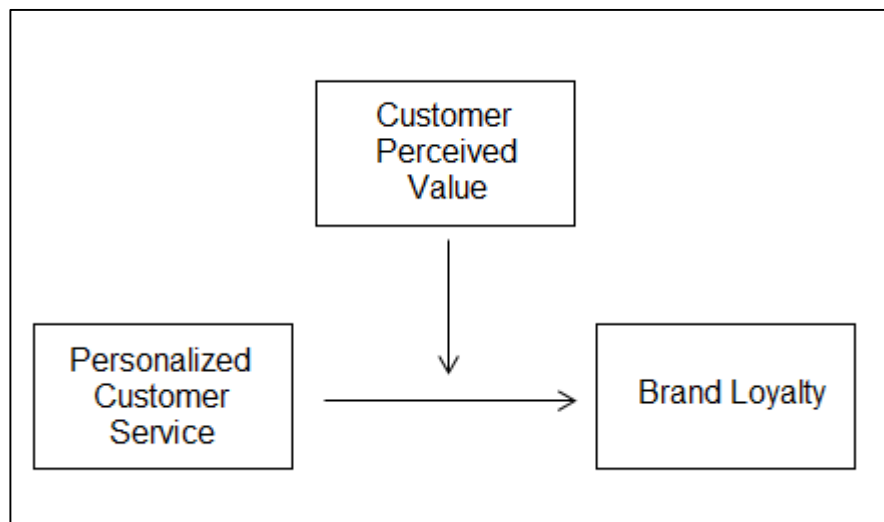 Customer
Perceived
Value
Personalized
Customer
Service
Brand Loyalty